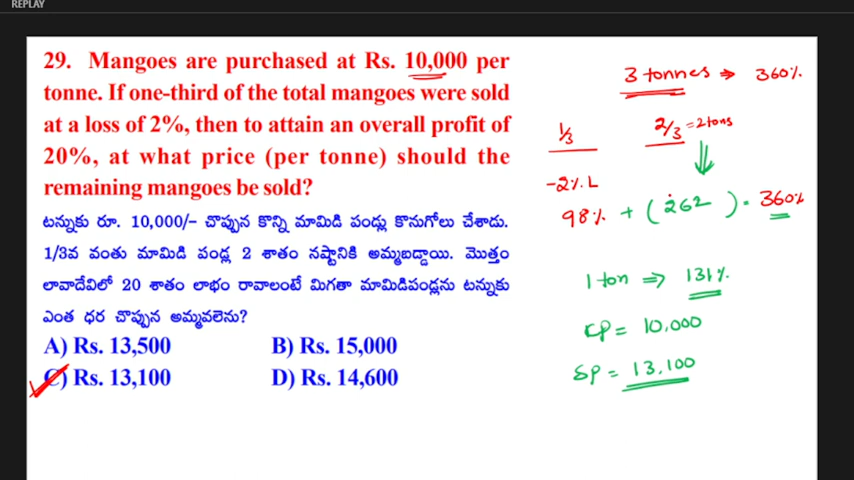 REPLAY
29. Mangoes are purchased at Rs. 10,000 per
tonne. If one-third of the total mangoes were sold
at a loss of 2%, then to attain an overall profit of
20%, at what price (per tonne) should the
remaining mangoes be sold?
టన్నుకు రూ. 10,000/- చొప్పున కొన్ని మామిడి పండ్లు కొనుగోలు చేశాడు.
1/3వ వంతు మామిడి పండ్ల 2 శాతం నష్టానికి అమ్మబడ్డాయి. మొత్తం
లావాదేవిలో 20 శాతం లాభం రావాలంటే మిగతా మామిడిపండ్లను టన్నుకు
ఎంత ధర చొప్పున అమ్మవలెను?
A) Rs. 13,500 B) Rs. 15,000
C) Rs. 13,100 D) Rs. 14,600
3 tonnes ⇒ 360%
1/3 2/3 = 2 tons
-2% L
98% + (262) = 360%
1 ton ⇒ 131%
CP = 10,000
SP = 13,100